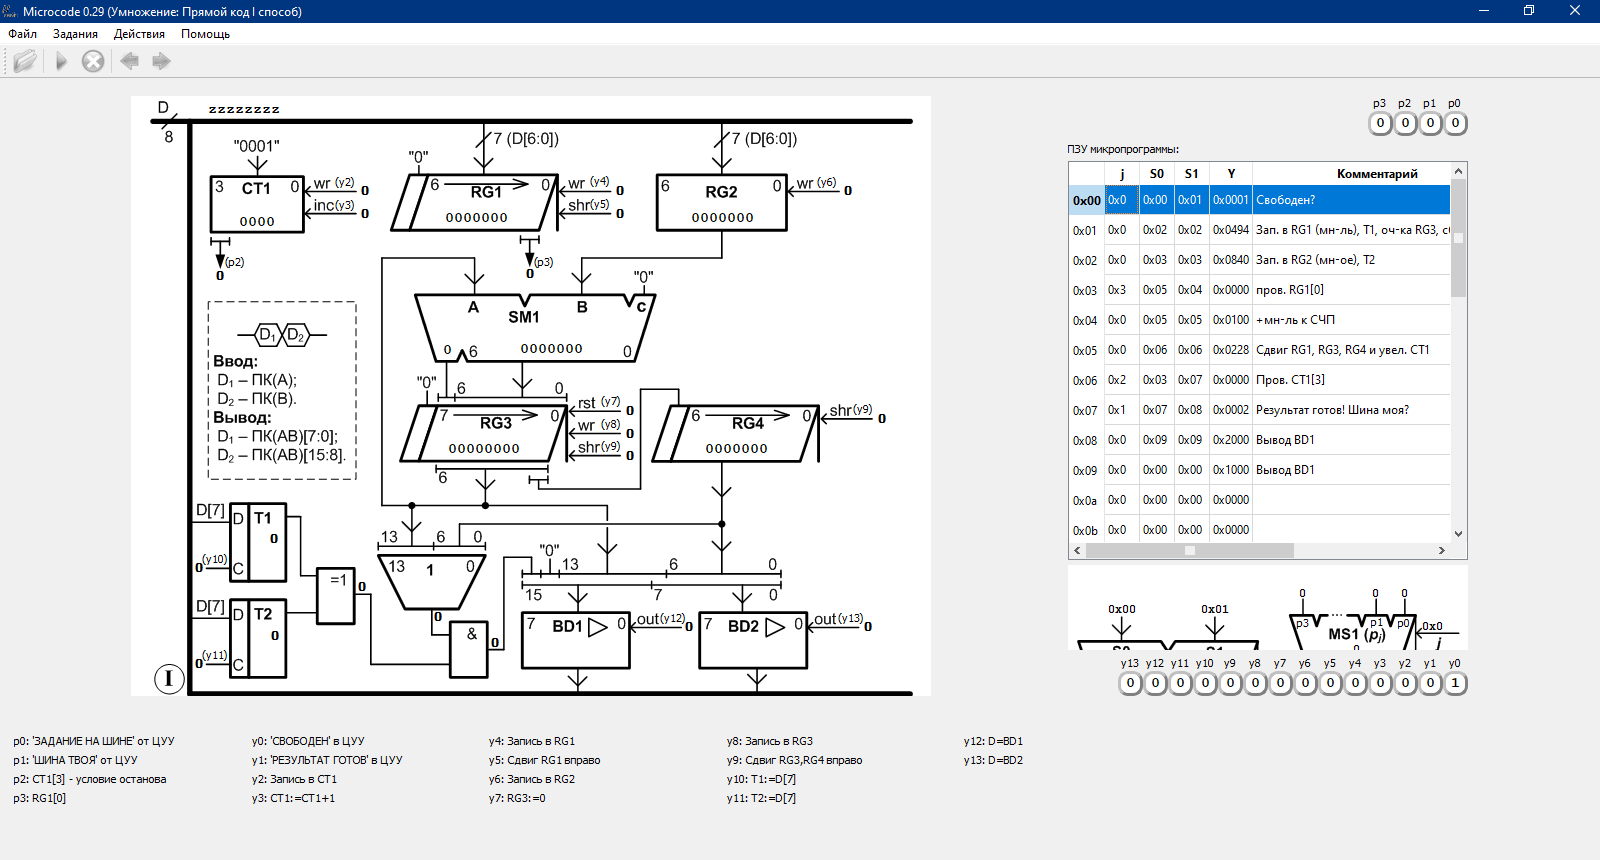 Microcode 0.29 (Умножение: Прямой код I способ)
Файл Задания Действия Помощь
D zzzzzzzz
8
"0001"
3 CT1 0
0000
wr (y2) 0
inc(y3) 0
(p2)
0
7 (D[6:0])
"0"
6 RG1 0
0000000
wr (y4) 0
shr(y5) 0
(p3)
0
7 (D[6:0])
6 RG2 0
0000000
wr(y6) 0
"0"
A B C
SM1
0 6 0000000 0
D₁ D₂
Ввод:
D₁ – ПК(A);
D₂ – ПК(B).
Вывод:
D₁ – ПК(AB)[7:0];
D₂ – ПК(AB)[15:8].
"0" 6 0
7 RG3 0
00000000
rst (y7) 0
wr (y8) 0
shr(y9) 0
6
6 RG4 0
0000000
shr(y9) 0
D[7] D T1
0
0(y10) C
D[7] D T2
0
0(y11) C
=1 0
13 6 0
13 1 0
0
& 0
"0" 13 6 0
15 7 0
7 BD1 0 out(y12)0
7 BD2 0 out(y13)0
I
p3 p2 p1 p0
0 0 0 0
ПЗУ микропрограммы:
j S0 S1 Y Комментарий
0x00 0x0 0x00 0x01 0x0001 Свободен?
0x01 0x0 0x02 0x02 0x0494 Зап. в RG1 (мн-ль), T1, оч-ка RG3, сб
0x02 0x0 0x03 0x03 0x0840 Зап. в RG2 (мн-ое), T2
0x03 0x3 0x05 0x04 0x0000 пров. RG1[0]
0x04 0x0 0x05 0x05 0x0100 +мн-ль к СЧП
0x05 0x0 0x06 0x06 0x0228 Сдвиг RG1, RG3, RG4 и увел. CT1
0x06 0x2 0x03 0x07 0x0000 Пров. CT1[3]
0x07 0x1 0x07 0x08 0x0002 Результат готов! Шина моя?
0x08 0x0 0x09 0x09 0x2000 Вывод BD1
0x09 0x0 0x00 0x00 0x1000 Вывод BD1
0x0a 0x0 0x00 0x00 0x0000
0x0b 0x0 0x00 0x00 0x0000
0x00 0x01 0 0 0
p3 ... p1 p0 0x0
MS1 (pj) j
y13 y12 y11 y10 y9 y8 y7 y6 y5 y4 y3 y2 y1 y0
0 0 0 0 0 0 0 0 0 0 0 0 0 1
p0: 'ЗАДАНИЕ НА ШИНЕ' от ЦУУ
p1: 'ШИНА ТВОЯ' от ЦУУ
p2: CT1[3] - условие останова
p3: RG1[0]
y0: 'СВОБОДЕН' в ЦУУ
y1: 'РЕЗУЛЬТАТ ГОТОВ' в ЦУУ
y2: Запись в CT1
y3: CT1:=CT1+1
y4: Запись в RG1
y5: Сдвиг RG1 вправо
y6: Запись в RG2
y7: RG3:=0
y8: Запись в RG3
y9: Сдвиг RG3,RG4 вправо
y10: T1:=D[7]
y11: T2:=D[7]
y12: D=BD1
y13: D=BD2